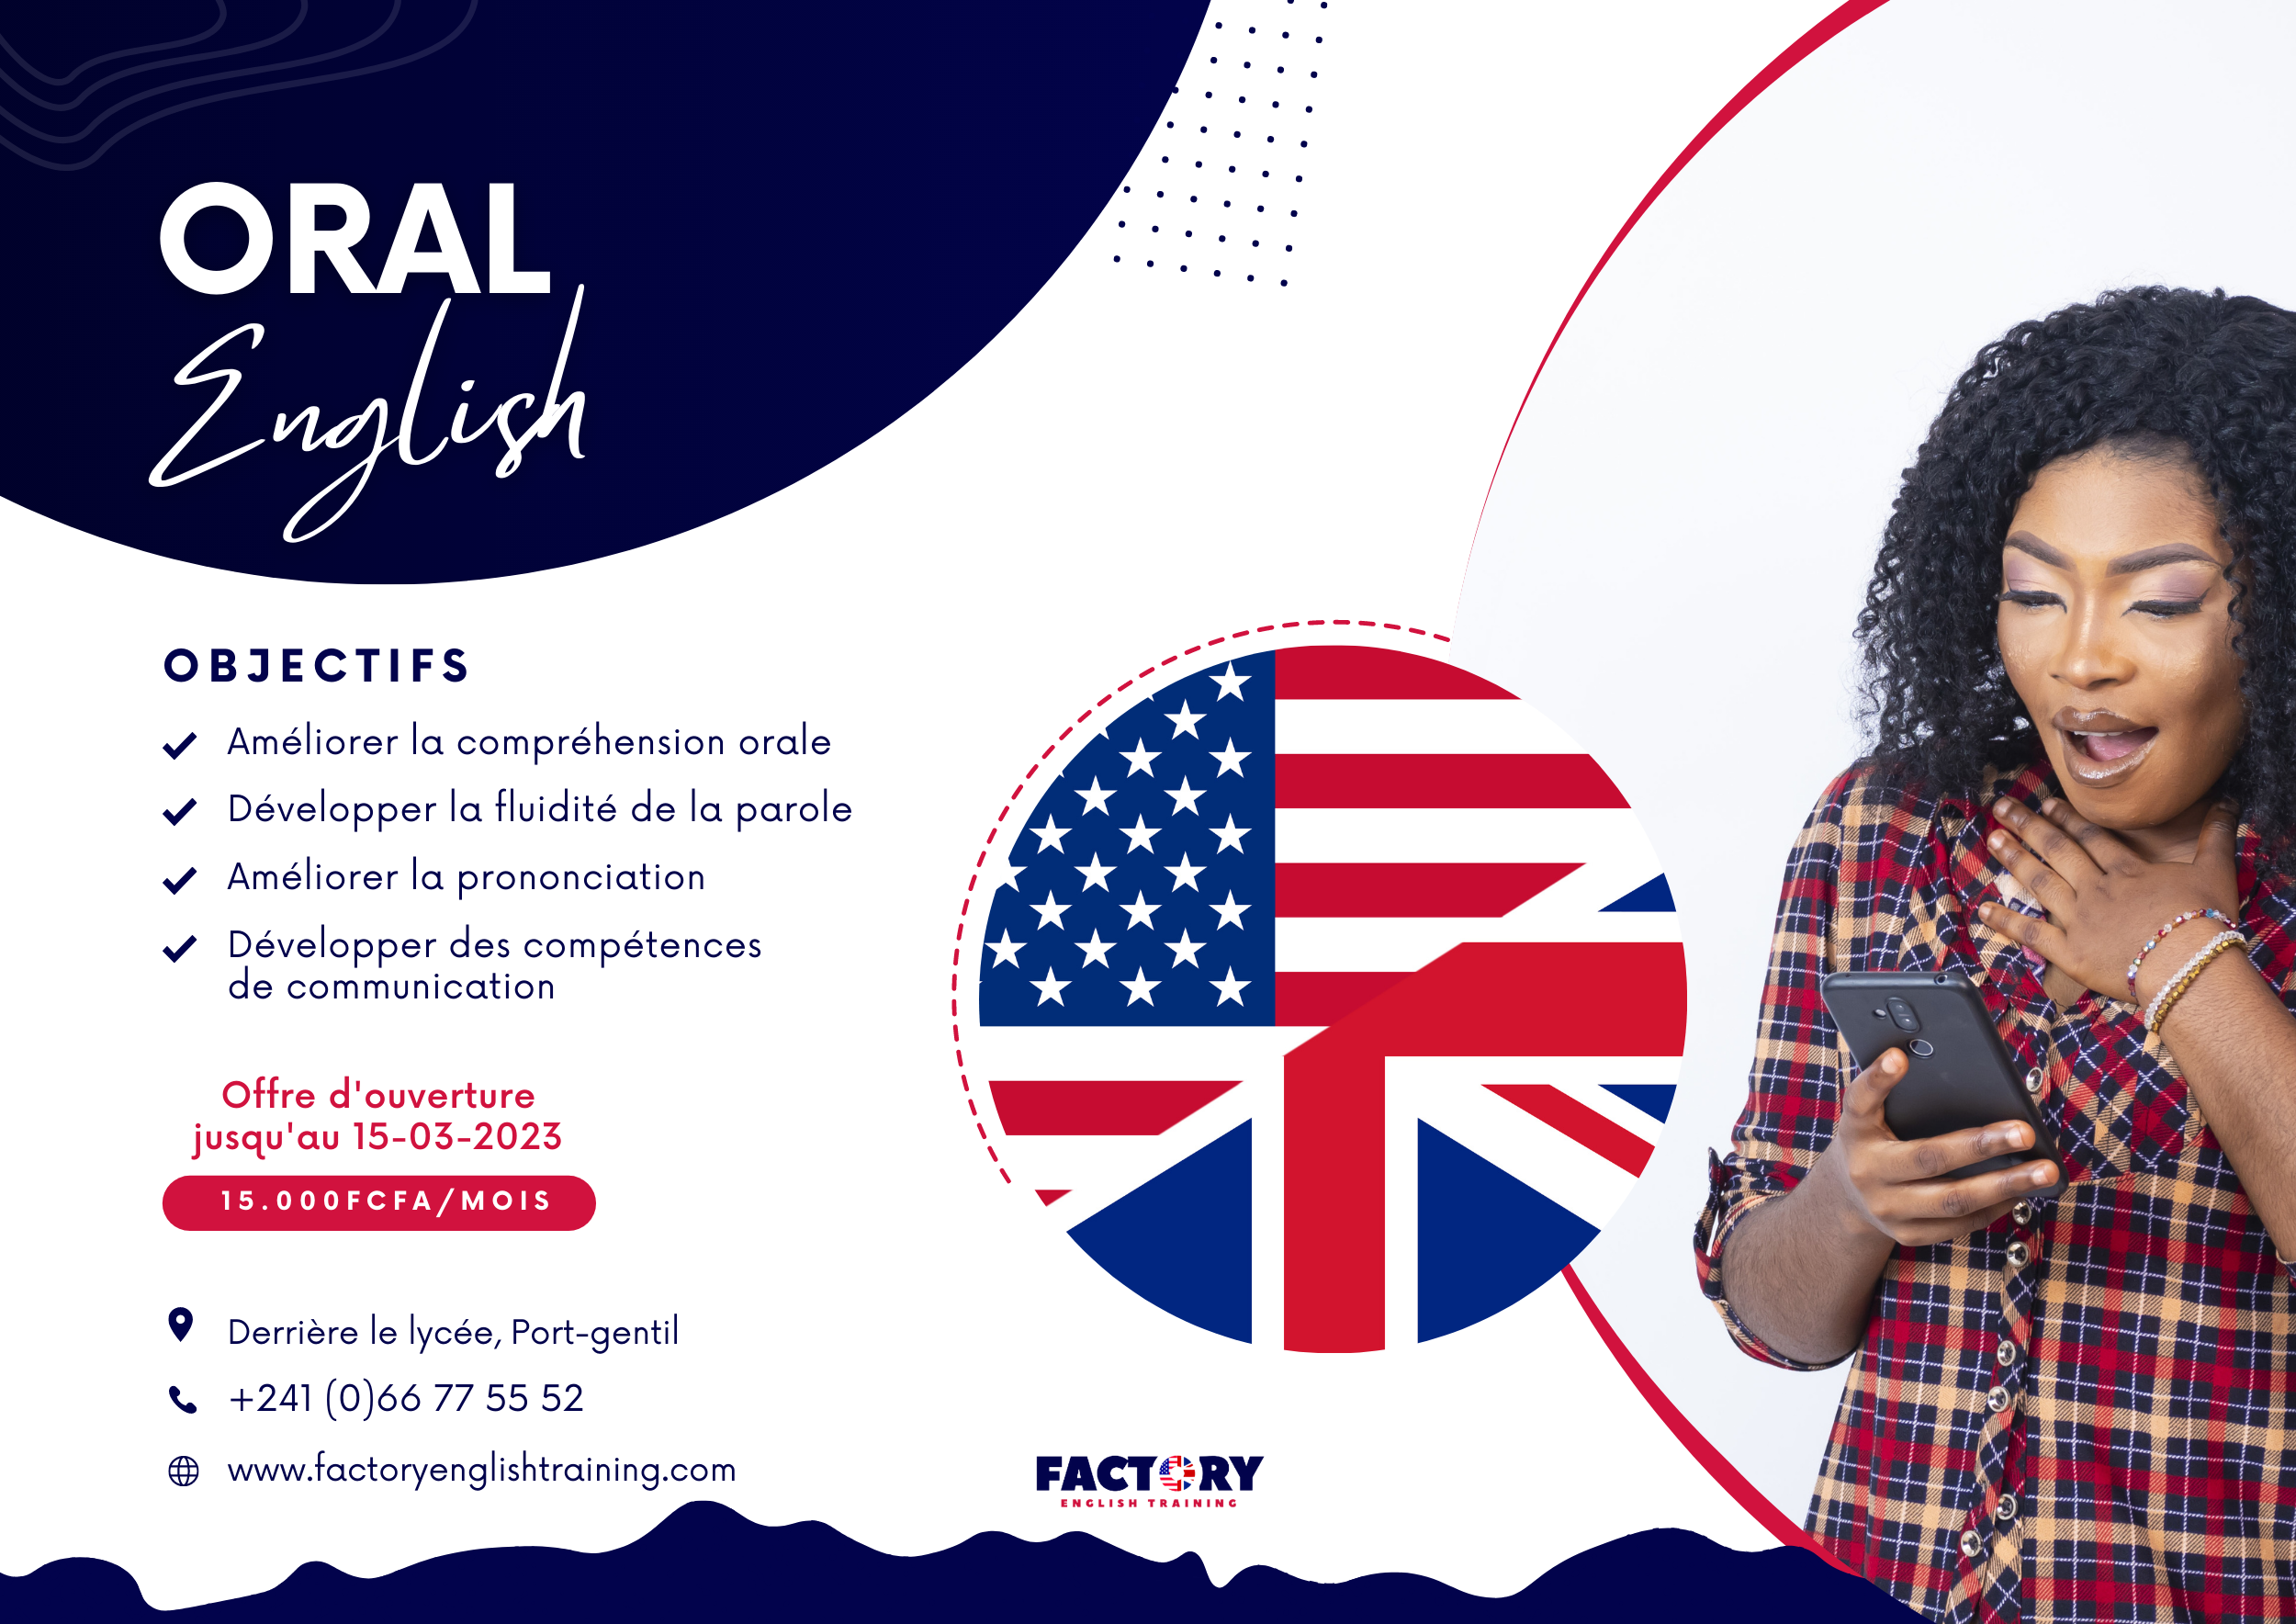 ORAL
English
OBJECTIFS
Améliorer la compréhension orale
Développer la fluidité de la parole
Améliorer la prononciation
Développer des compétences
de communication
Offre d'ouverture
jusqu'au 15-03-2023
15.000FCFA/MOIS
Derrière le lycée, Port-gentil
+241 (0)66 77 55 52
www.factoryenglishtraining.com
FACTORY
ENGLISH TRAINING